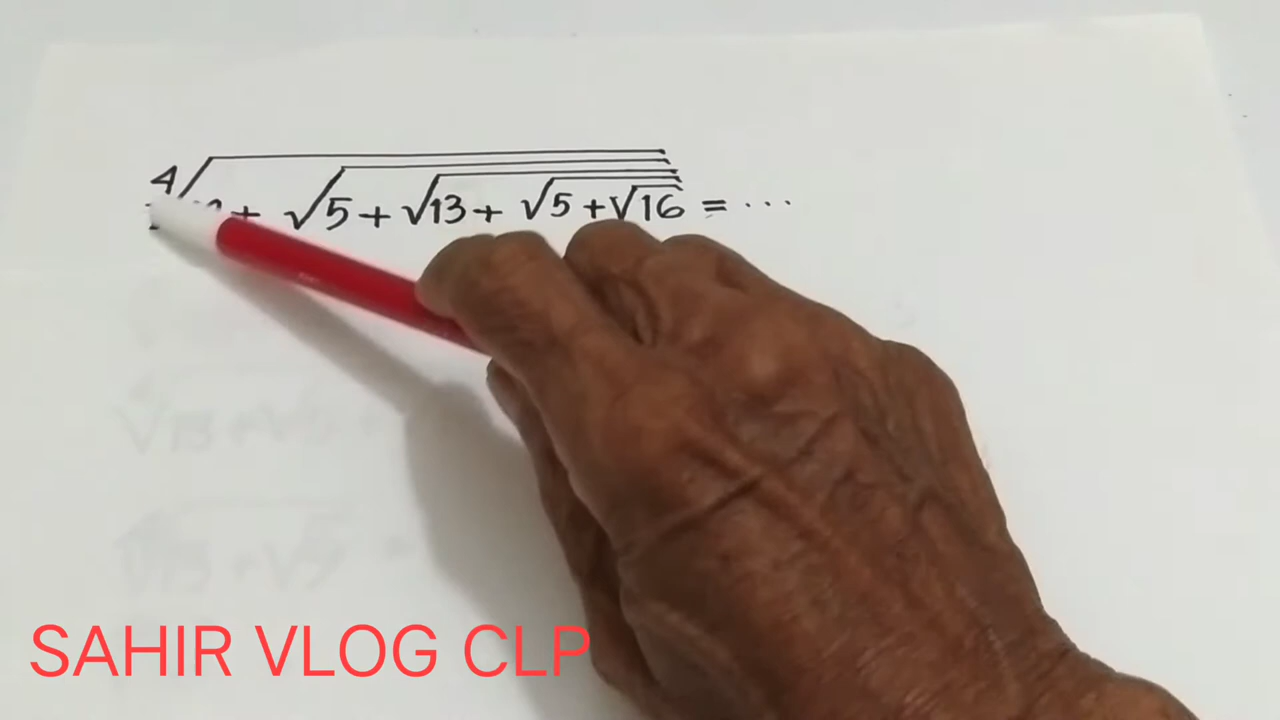 4√ + √5 + √13 + √5 + √16 = ...
SAHIR VLOG CLP